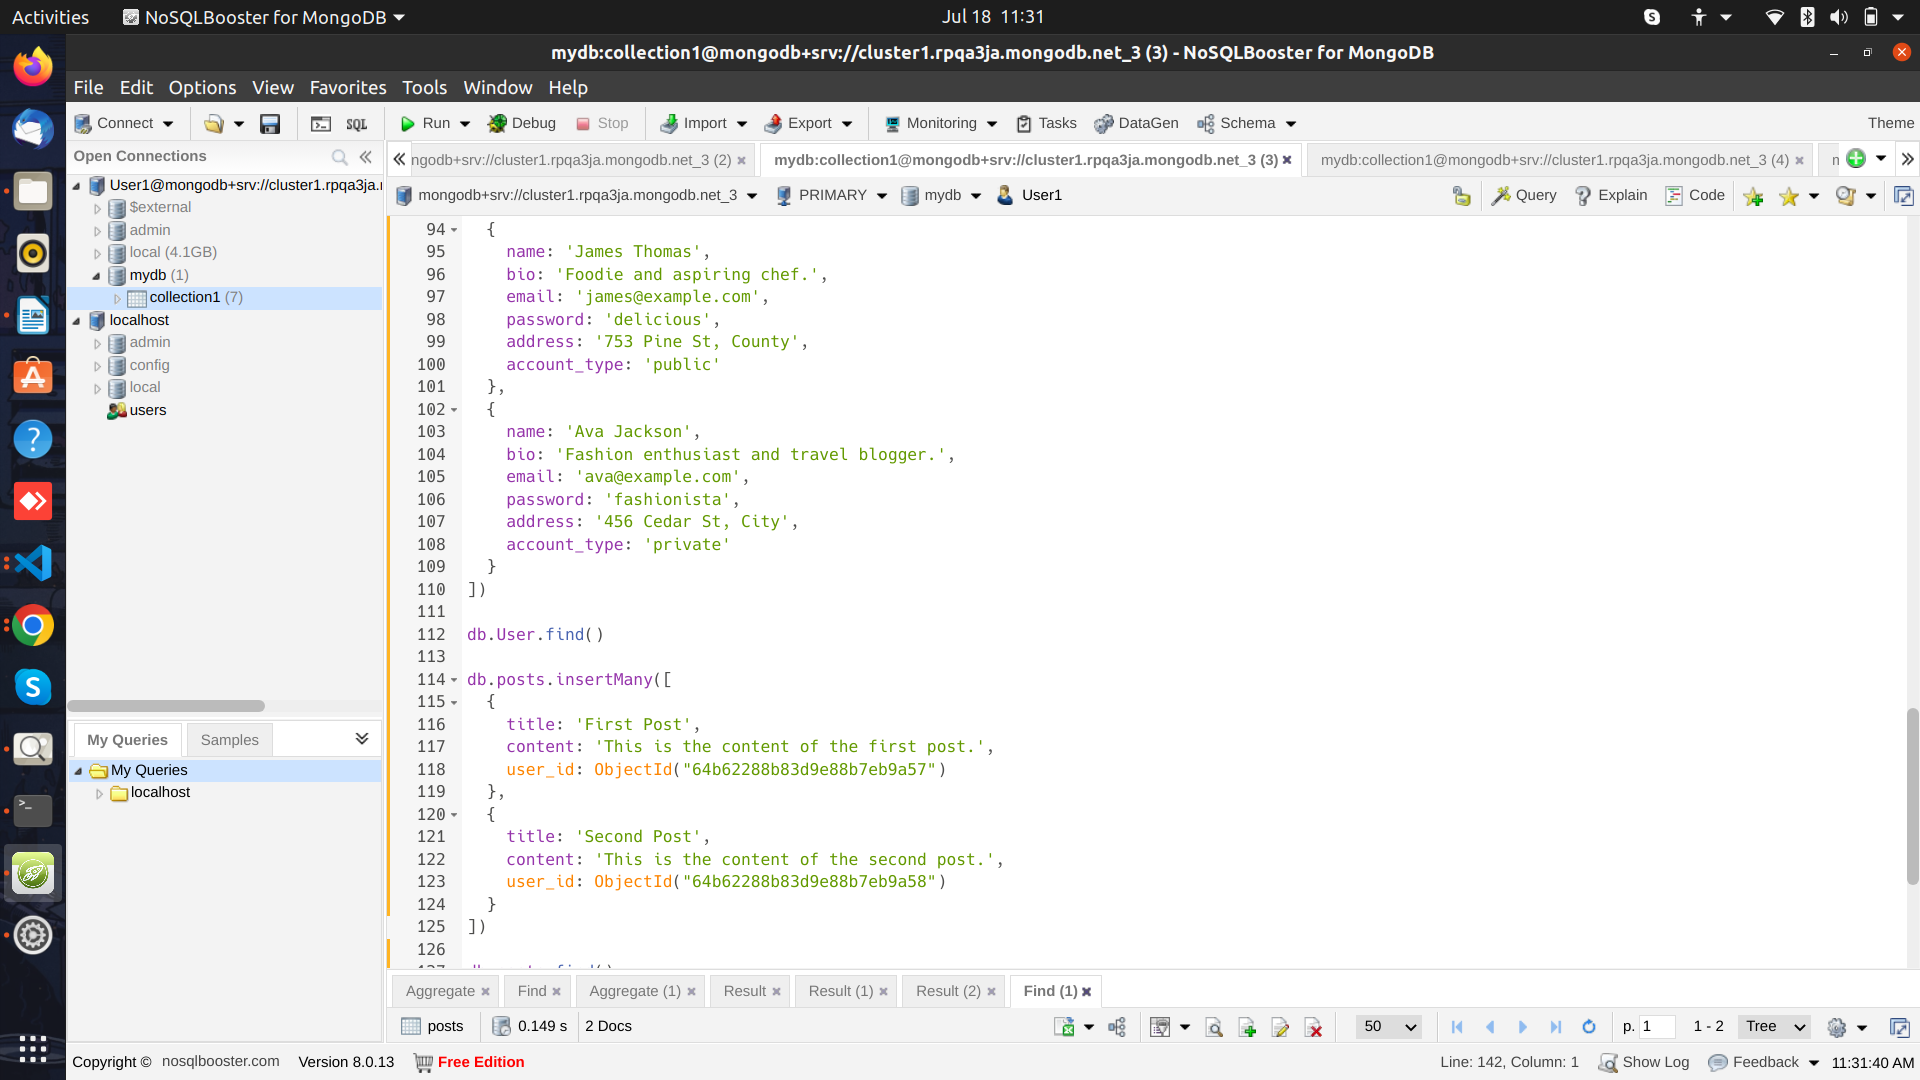 Activities
NoSQLBooster for MongoDB
Jul 18 11:31
mydb:collection1@mongodb+srv://cluster1.rpqa3ja.mongodb.net_3 (3) - NoSQLBooster for MongoDB
File Edit Options View Favorites Tools Window Help
Connect SQL Run Debug Stop Import Export Monitoring Tasks DataGen Schema Theme
Open Connections
ngodb+srv://cluster1.rpqa3ja.mongodb.net_3 (2)
mydb:collection1@mongodb+srv://cluster1.rpqa3ja.mongodb.net_3 (3)
mydb:collection1@mongodb+srv://cluster1.rpqa3ja.mongodb.net_3 (4)
mongodb+srv://cluster1.rpqa3ja.mongodb.net_3 PRIMARY mydb User1 Query Explain Code
User1@mongodb+srv://cluster1.rpqa3ja.
$external
admin
local (4.1GB)
mydb (1)
collection1 (7)
localhost
admin
config
local
users
My Queries Samples
My Queries
localhost
94 {
95 name: 'James Thomas',
96 bio: 'Foodie and aspiring chef.',
97 email: 'james@example.com',
98 password: 'delicious',
99 address: '753 Pine St, County',
100 account_type: 'public'
101 },
102 {
103 name: 'Ava Jackson',
104 bio: 'Fashion enthusiast and travel blogger.',
105 email: 'ava@example.com',
106 password: 'fashionista',
107 address: '456 Cedar St, City',
108 account_type: 'private'
109 }
110 ])
111
112 db.User.find()
113
114 db.posts.insertMany([
115 {
116 title: 'First Post',
117 content: 'This is the content of the first post.',
118 user_id: ObjectId("64b62288b83d9e88b7eb9a57")
119 },
120 {
121 title: 'Second Post',
122 content: 'This is the content of the second post.',
123 user_id: ObjectId("64b62288b83d9e88b7eb9a58")
124 }
125 ])
126
Aggregate Find Aggregate (1) Result Result (1) Result (2) Find (1)
posts 0.149 s 2 Docs 50 p. 1 1 - 2 Tree
Copyright © nosqlbooster.com Version 8.0.13 Free Edition Line: 142, Column: 1 Show Log Feedback 11:31:40 AM